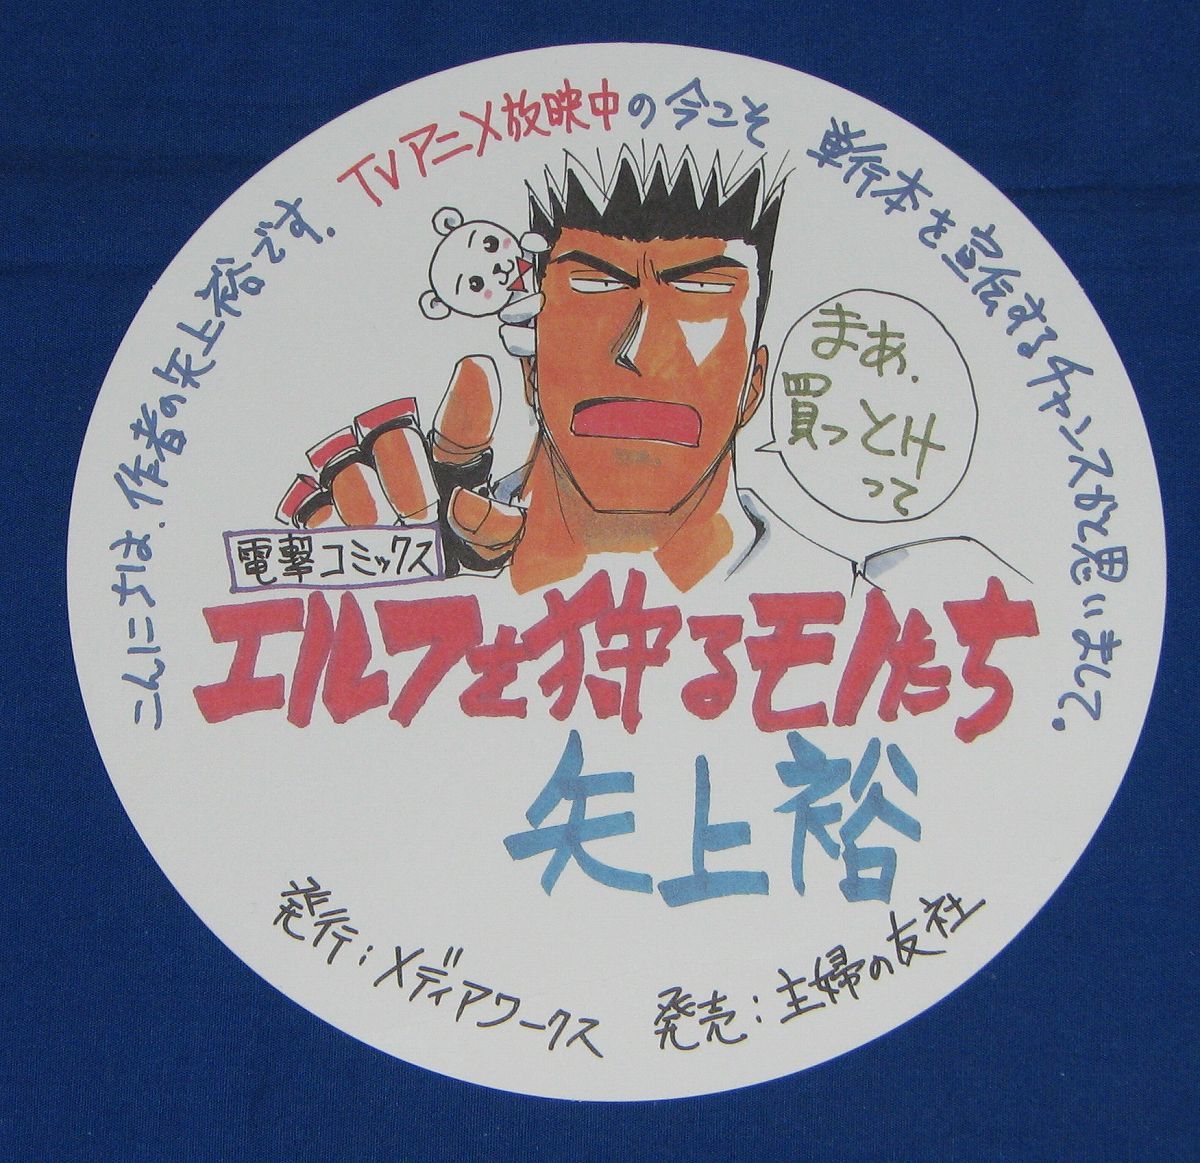 こんにちは.作者の矢上裕です.TVアニメ放映中の今こそ 単行本を宣伝するチャンスかと思いまして.
まあ.
買っとけ
って
電撃コミックス
エルフを狩るモノたち
矢上裕
発行:メディアワークス
発売:主婦の友社